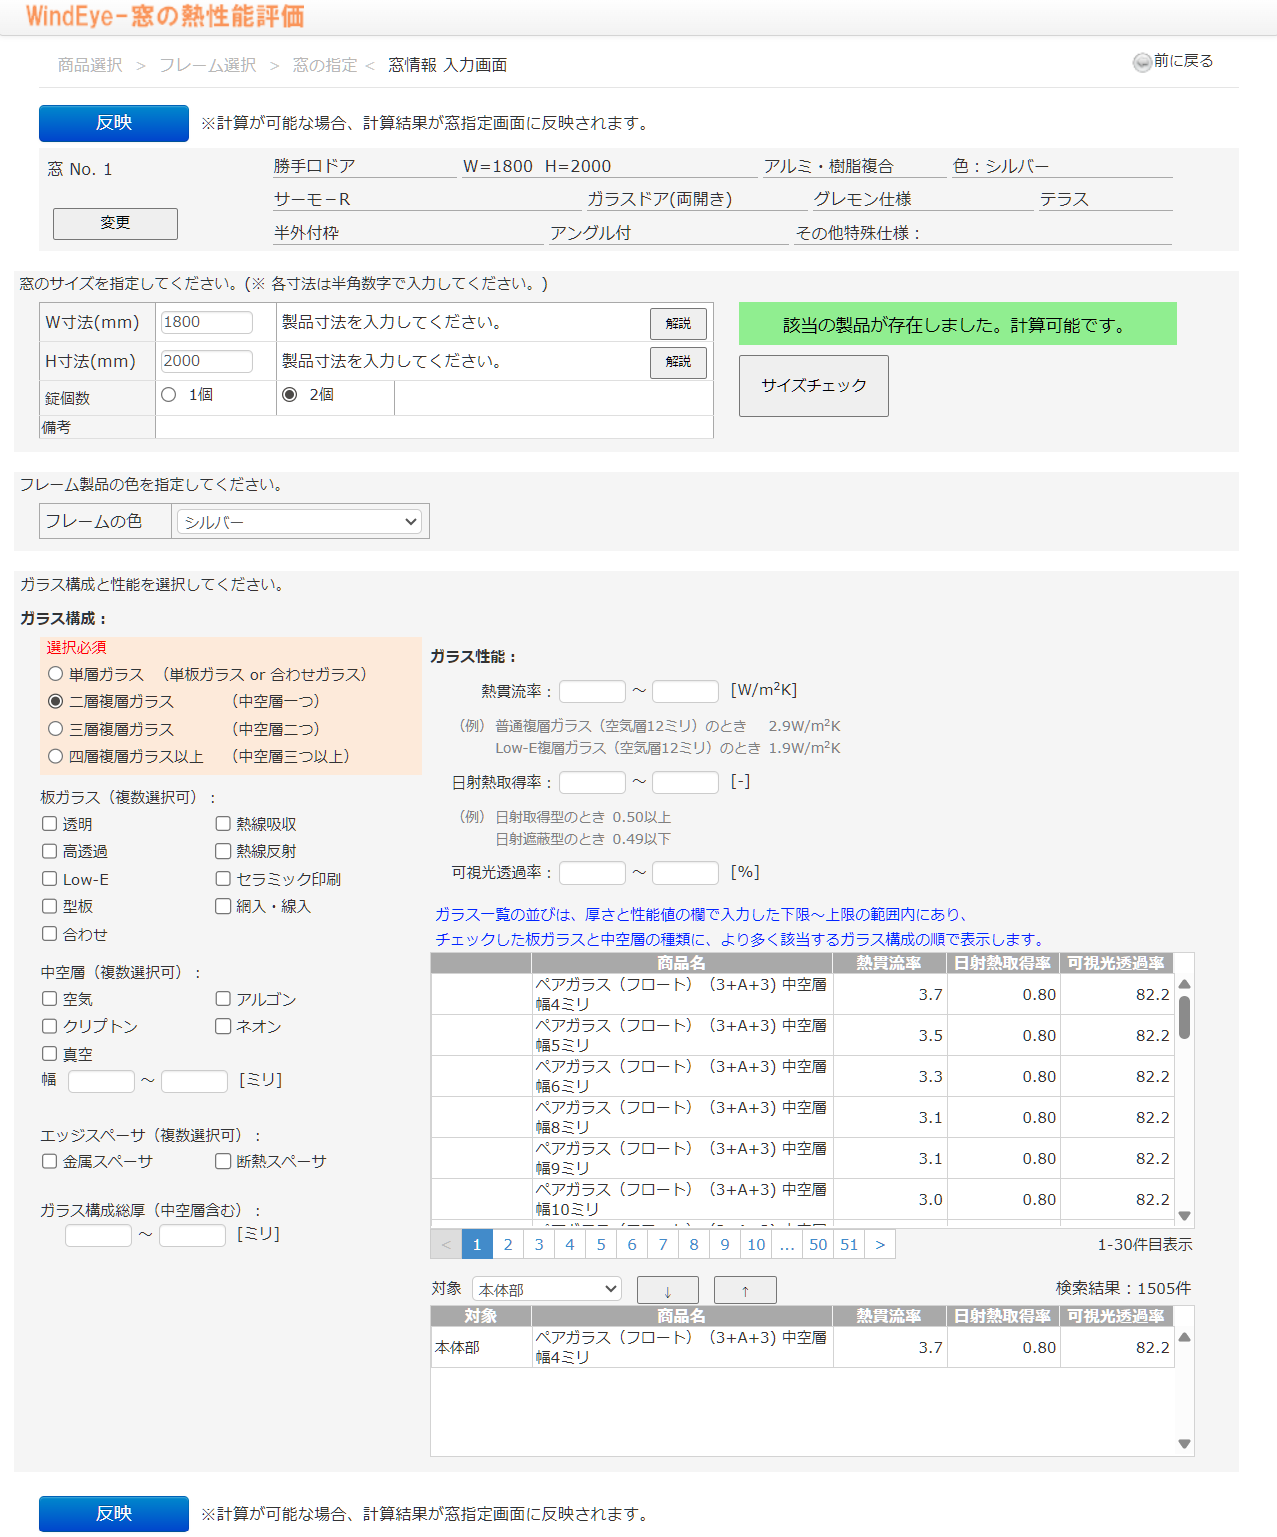 WindEye−窓の熱性能評価
商品選択 > フレーム選択 > 窓の指定 < 窓情報 入力画面
前に戻る
反映 ※計算が可能な場合、計算結果が窓指定画面に反映されます。
窓 No. 1 勝手口ドア W=1800 H=2000 アルミ・樹脂複合 色：シルバー
サーモ－R ガラスドア(両開き) グレモン仕様 テラス
変更
半外付枠 アングル付 その他特殊仕様：
窓のサイズを指定してください。(※ 各寸法は半角数字で入力してください。)
W寸法(mm) 1800 製品寸法を入力してください。 解説
該当の製品が存在しました。計算可能です。
H寸法(mm) 2000 製品寸法を入力してください。 解説
サイズチェック
錠個数 1個 2個
備考
フレーム製品の色を指定してください。
フレームの色 シルバー
ガラス構成と性能を選択してください。
ガラス構成：
選択必須
単層ガラス （単板ガラス or 合わせガラス）
二層複層ガラス （中空層一つ）
三層複層ガラス （中空層二つ）
四層複層ガラス以上 （中空層三つ以上）
板ガラス（複数選択可）：
透明 熱線吸収
高透過 熱線反射
Low-E セラミック印刷
型板 網入・線入
合わせ
中空層（複数選択可）：
空気 アルゴン
クリプトン ネオン
真空
幅 ～ [ミリ]
エッジスペーサ（複数選択可）：
金属スペーサ 断熱スペーサ
ガラス構成総厚（中空層含む）：
～ [ミリ]
ガラス性能：
熱貫流率： ～ [W/m²K]
（例） 普通複層ガラス（空気層12ミリ）のとき 2.9W/m²K
Low-E複層ガラス（空気層12ミリ）のとき 1.9W/m²K
日射熱取得率： ～ [-]
（例） 日射取得型のとき 0.50以上
日射遮蔽型のとき 0.49以下
可視光透過率： ～ [%]
ガラス一覧の並びは、厚さと性能値の欄で入力した下限～上限の範囲内にあり、
チェックした板ガラスと中空層の種類に、より多く該当するガラス構成の順で表示します。
商品名 熱貫流率 日射熱取得率 可視光透過率
ペアガラス（フロート）（3+A+3) 中空層
幅4ミリ 3.7 0.80 82.2
ペアガラス（フロート）（3+A+3) 中空層
幅5ミリ 3.5 0.80 82.2
ペアガラス（フロート）（3+A+3) 中空層
幅6ミリ 3.3 0.80 82.2
ペアガラス（フロート）（3+A+3) 中空層
幅8ミリ 3.1 0.80 82.2
ペアガラス（フロート）（3+A+3) 中空層
幅9ミリ 3.1 0.80 82.2
ペアガラス（フロート）（3+A+3) 中空層
幅10ミリ 3.0 0.80 82.2
< 1 2 3 4 5 6 7 8 9 10 ... 50 51 > 1-30件目表示
対象 本体部 ↓ ↑ 検索結果：1505件
対象 商品名 熱貫流率 日射熱取得率 可視光透過率
本体部 ペアガラス（フロート）（3+A+3) 中空層
幅4ミリ 3.7 0.80 82.2
反映 ※計算が可能な場合、計算結果が窓指定画面に反映されます。